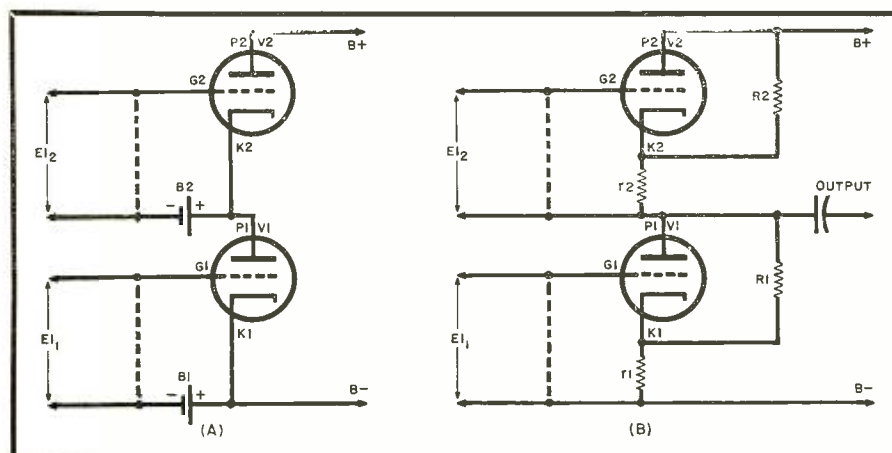 P2 V2
B+
G2
EI2
K2
B2
- +
P1 V1
G1
EI1
K1
B1
- +
B-
(A)
P2 V2
B+
G2
R2
EI2
K2
r2
OUTPUT
P1 V1
G1
R1
EI1
K1
r1
B-
(B)